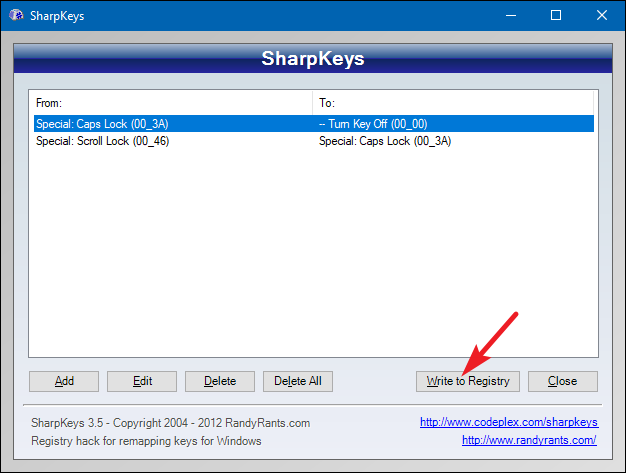 SharpKeys
SharpKeys
From: To:
Special: Caps Lock (00_3A) -- Turn Key Off (00_00)
Special: Scroll Lock (00_46) Special: Caps Lock (00_3A)
Add Edit Delete Delete All Write to Registry Close
SharpKeys 3.5 - Copyright 2004 - 2012 RandyRants.com http://www.codeplex.com/sharpkeys
Registry hack for remapping keys for Windows http://www.randyrants.com/